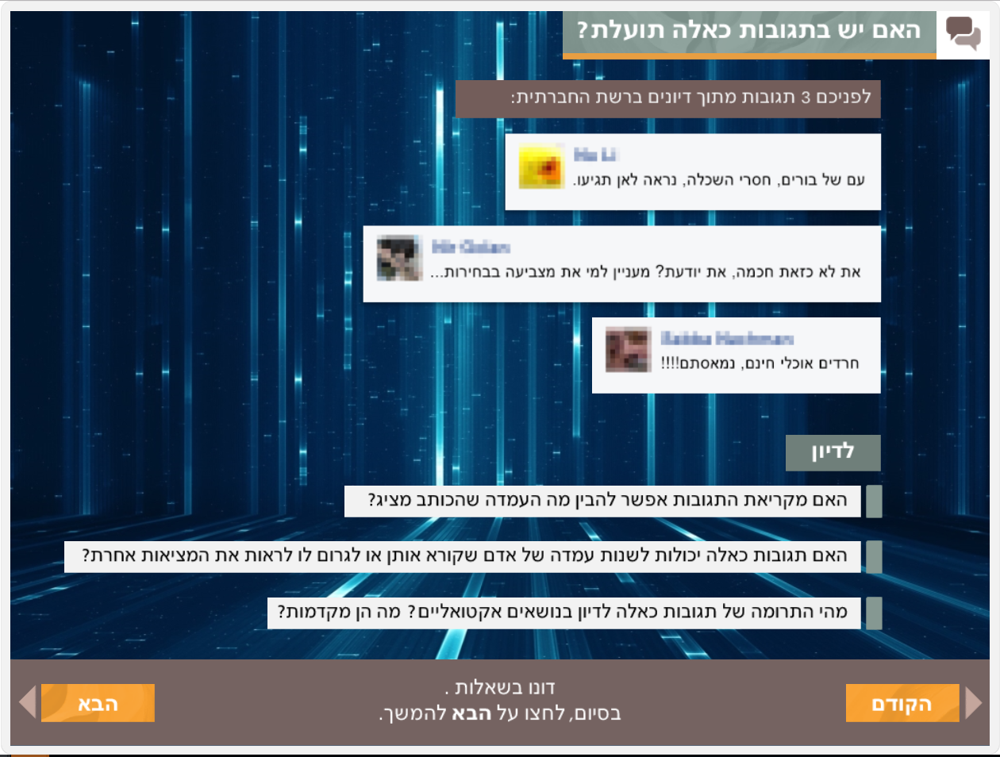 האם יש בתגובות כאלה תועלת?
לפניכם 3 תגובות מתוך דיונים ברשת החברתית:
עם של בורים, חסרי השכלה, נראה לאן תגיעו.
את לא כזאת חכמה, את יודעת? מעניין למי את מצביעה בבחירות...
חרדים אוכלי חינם, נמאסתם!!!!
לדיון
האם מקריאת התגובות אפשר להבין מה העמדה שהכותב מציג?
האם תגובות כאלה יכולות לשנות עמדה של אדם שקורא אותן או לגרום לו לראות את המציאות אחרת?
מהי התרומה של תגובות כאלה לדיון בנושאים אקטואליים? מה הן מקדמות?
דונו בשאלות .
בסיום, לחצו על הבא להמשך.
הקודם
הבא